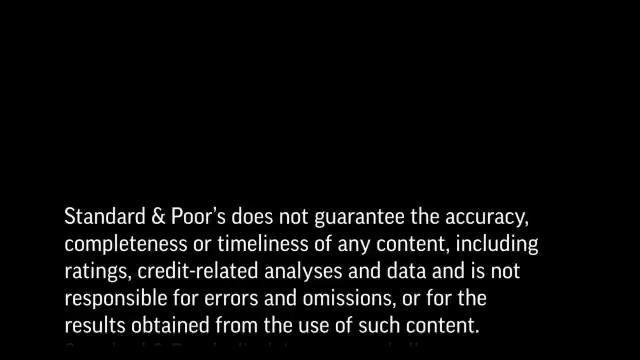 Standard & Poor's does not guarantee the accuracy,
completeness or timeliness of any content, including
ratings, credit-related analyses and data and is not
responsible for errors and omissions, or for the
results obtained from the use of such content.